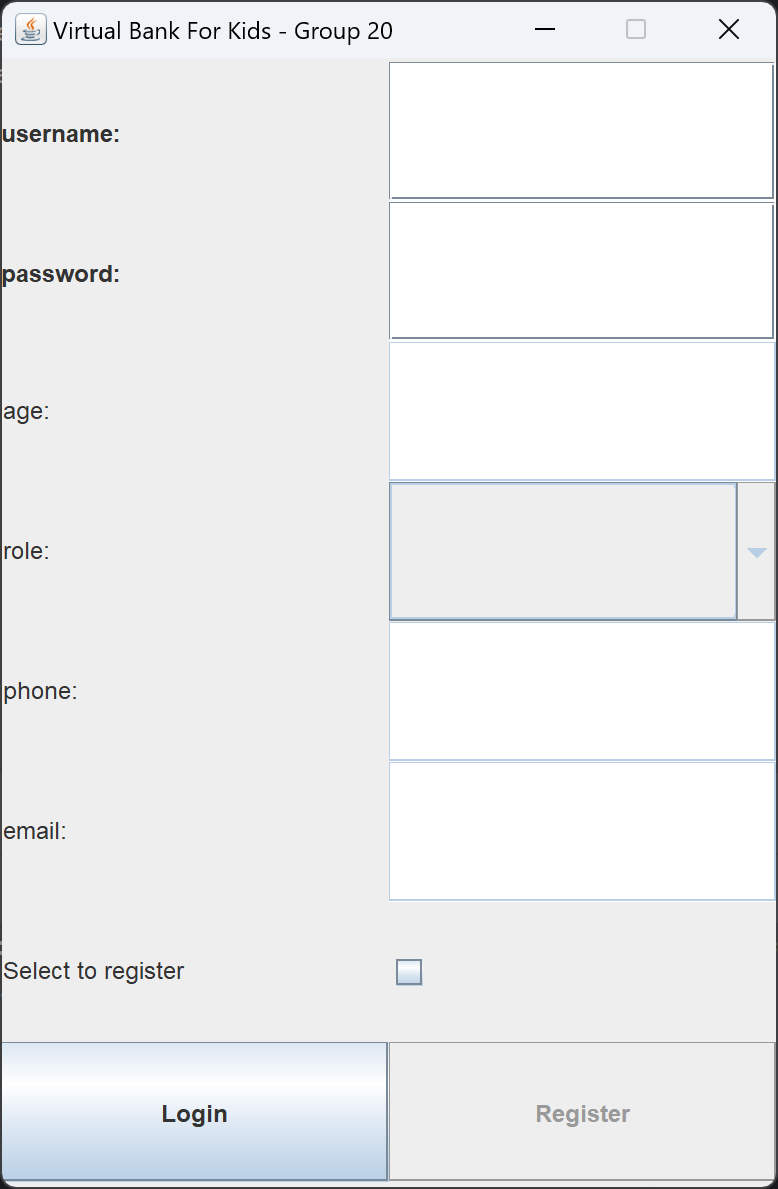 Virtual Bank For Kids - Group 20
username:
password:
age:
role:
phone:
email:
Select to register
Login Register